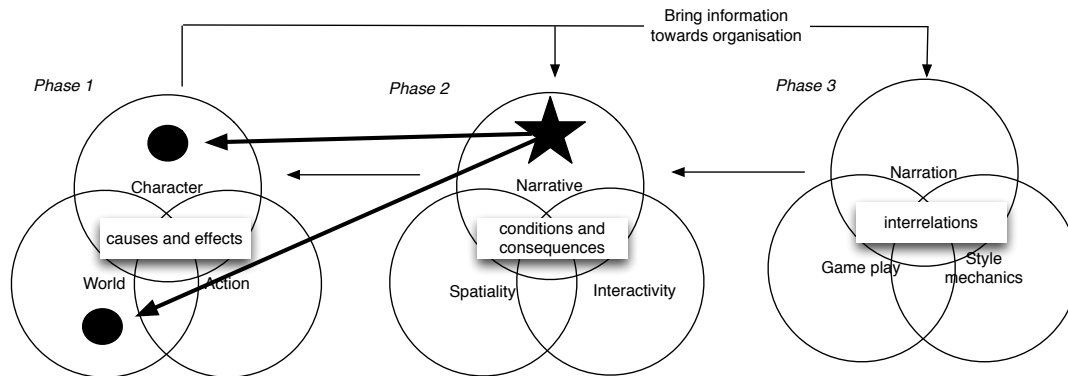 Bring information
towards organisation
Phase 1
Phase 2
Phase 3
Character
causes and effects
World
Action
Narrative
conditions and
consequences
Spatiality
Interactivity
Narration
interrelations
Game play
Style
mechanics